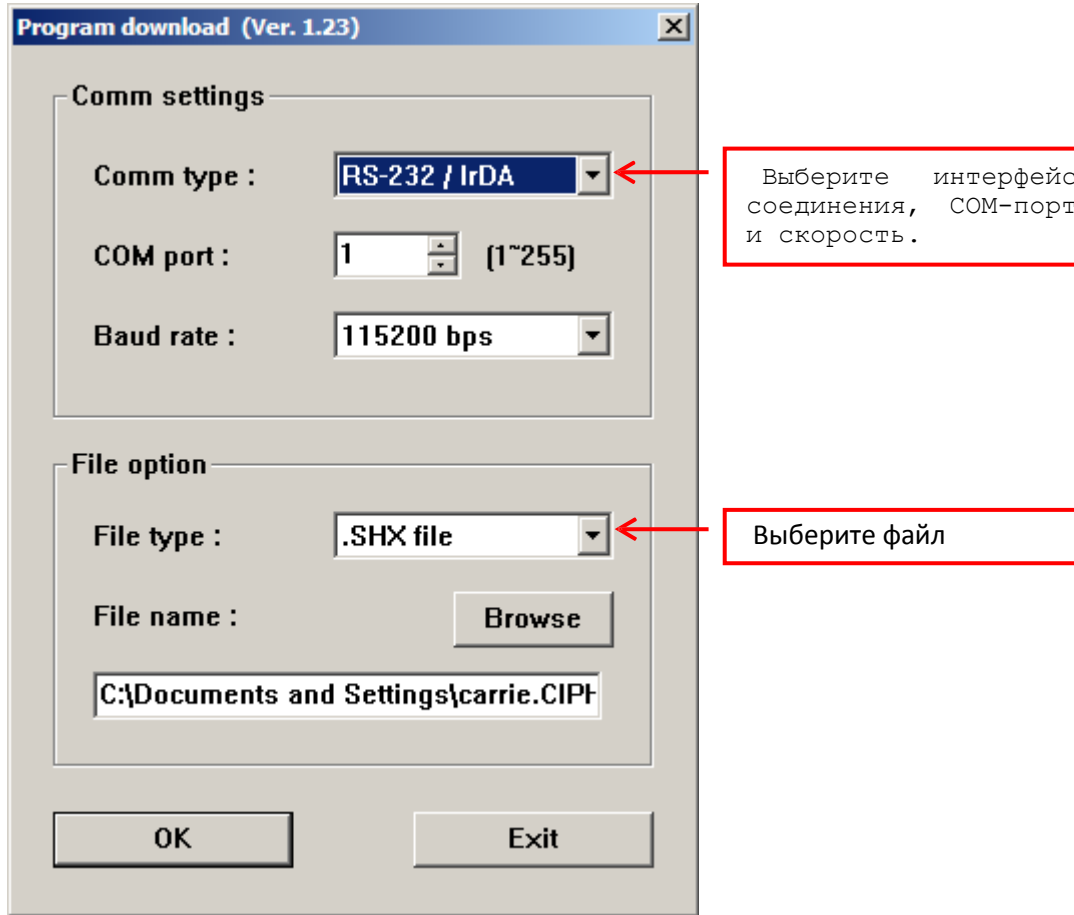 Program download (Ver. 1.23)
Comm settings
Comm type :
RS-232 / IrDA
COM port :
1
(1~255)
Baud rate :
115200 bps
Выберите интерфейс
соединения, COM-порт
и скорость.
File option
File type :
.SHX file
Выберите файл
File name :
Browse
C:\Documents and Settings\carrie.CIPH
OK
Exit